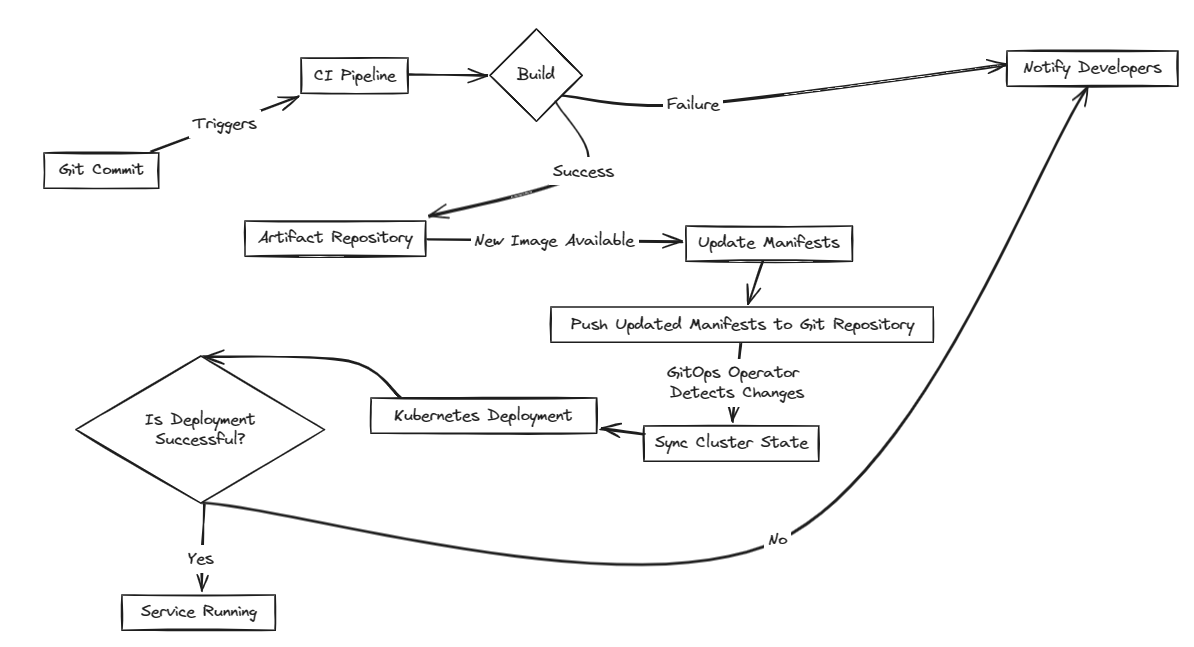 CI Pipeline
Build
Notify Developers
Failure
Triggers
Git Commit
Success
Artifact Repository
New Image Available
Update Manifests
Push Updated Manifests to Git Repository
GitOps Operator
Detects Changes
Kubernetes Deployment
Is Deployment
Successful?
Sync Cluster State
No
Yes
Service Running